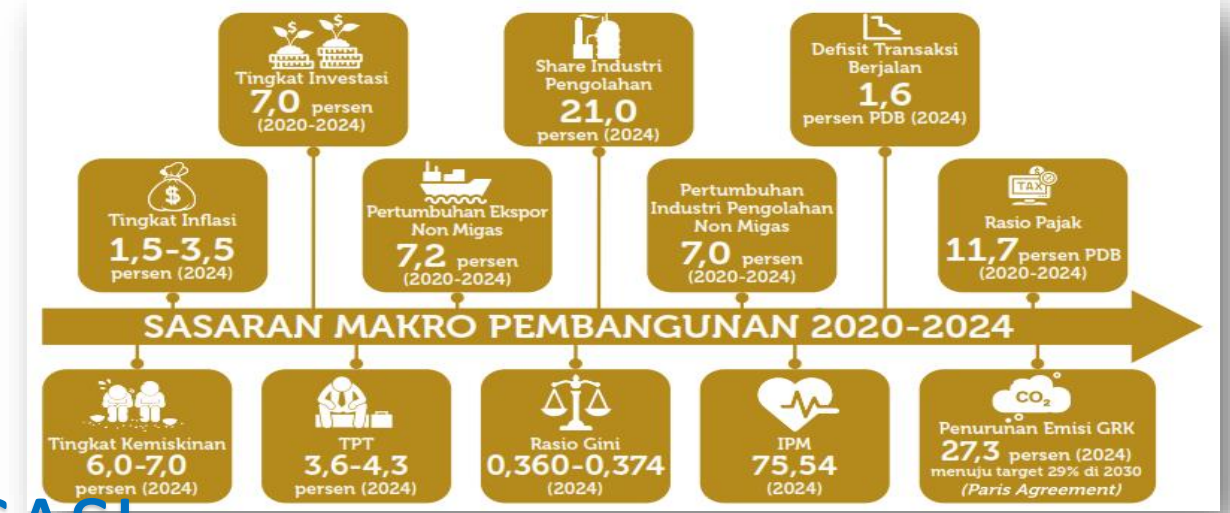 $ $
Tingkat Investasi
7,0 persen
(2020-2024)
Share Industri
Pengolahan
21,0
persen (2024)
Defisit Transaksi
Berjalan
1,6
persen PDB (2024)
$
Tingkat Inflasi
1,5-3,5
persen (2024)
Pertumbuhan Ekspor
Non Migas
7,2 persen
(2020-2024)
Pertumbuhan
Industri Pengolahan
Non Migas
7,0 persen
(2020-2024)
TAX
Rasio Pajak
11,7 persen PDB
(2020-2024)
SASARAN MAKRO PEMBANGUNAN 2020-2024
Tingkat Kemiskinan
6,0-7,0
persen (2024)
TPT
3,6-4,3
persen (2024)
Rasio Gini
0,360-0,374
(2024)
IPM
75,54
(2024)
CO₂
Penurunan Emisi GRK
27,3 persen (2024)
menuju target 29% di 2030
(Paris Agreement)